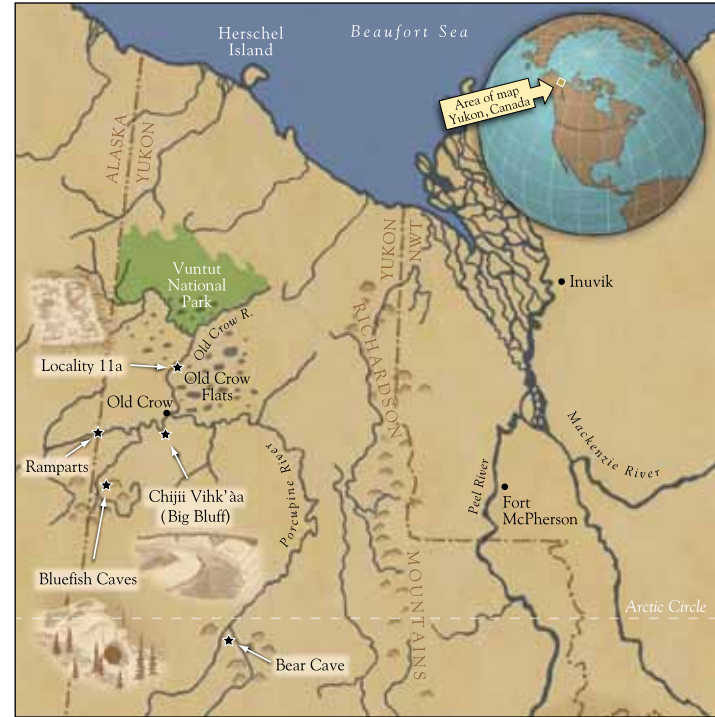 Herschel
Island
Beaufort Sea
Area of map
Yukon, Canada
ALASKA
YUKON
YUKON
NWT
Vuntut
National
Park
Inuvik
Old Crow R.
RICHARDSON
Locality 11a
Old Crow
Flats
Old Crow
Mackenzie River
Ramparts
Porcupine River
Peel River
Chijii Vihk'àa
(Big Bluff)
Fort
McPherson
Bluefish Caves
MOUNTAINS
Arctic Circle
Bear Cave